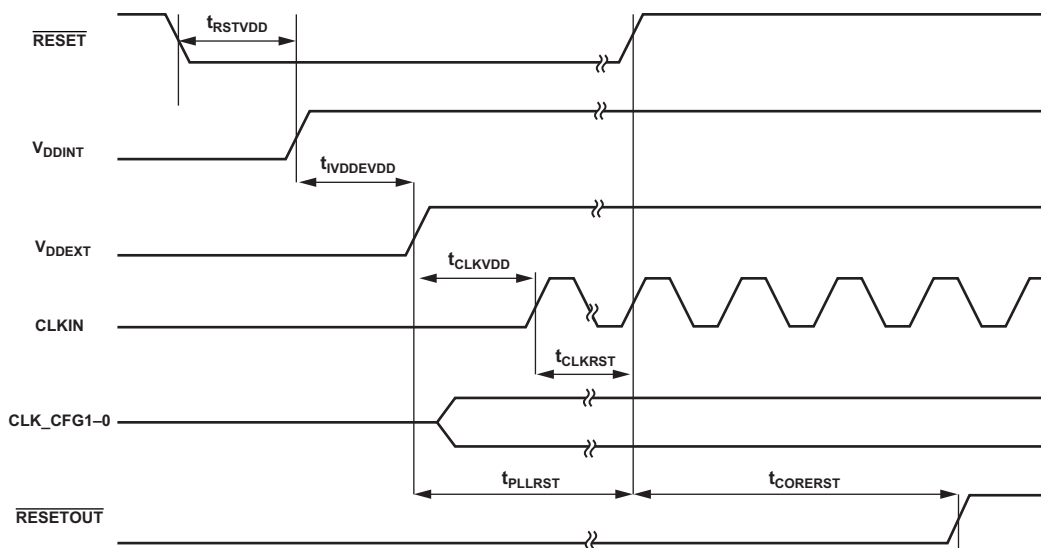 tRSTVDD
RESET
VDDINT
tIVDDEVDD
VDDEXT
tCLKVDD
CLKIN
tCLKRST
CLK_CFG1–0
tPLLRST
tCORERST
RESETOUT